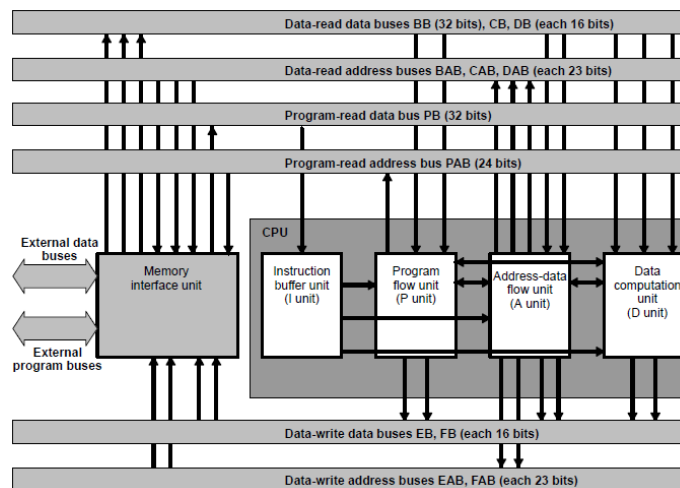 Data-read data buses BB (32 bits), CB, DB (each 16 bits)
Data-read address buses BAB, CAB, DAB (each 23 bits)
Program-read data bus PB (32 bits)
Program-read address bus PAB (24 bits)
CPU
External data
buses
Memory
interface unit
External
program buses
Instruction
buffer unit
(I unit)
Program
flow unit
(P unit)
Address-data
flow unit
(A unit)
Data
computation
unit
(D unit)
Data-write data buses EB, FB (each 16 bits)
Data-write address buses EAB, FAB (each 23 bits)